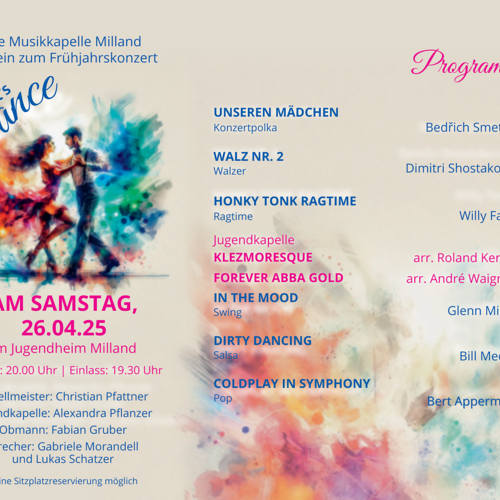 e Musikkapelle Milland
ein zum Frühjahrskonzert
's
ance
AM SAMSTAG,
26.04.25
m Jugendheim Milland
: 20.00 Uhr | Einlass: 19.30 Uhr
ellmeister: Christian Pfattner
ndkapelle: Alexandra Pflanzer
Obmann: Fabian Gruber
recher: Gabriele Morandell
und Lukas Schatzer
ine Sitzplatzreservierung möglich
Program
UNSEREN MÄDCHEN
Konzertpolka
Bedřich Smet
WALZ NR. 2
Walzer
Dimitri Shostako
HONKY TONK RAGTIME
Ragtime
Willy Fa
Jugendkapelle
KLEZMORESQUE
arr. Roland Ker
FOREVER ABBA GOLD
arr. André Waign
IN THE MOOD
Swing
Glenn Mi
DIRTY DANCING
Salsa
Bill Me
COLDPLAY IN SYMPHONY
Pop
Bert Apperm